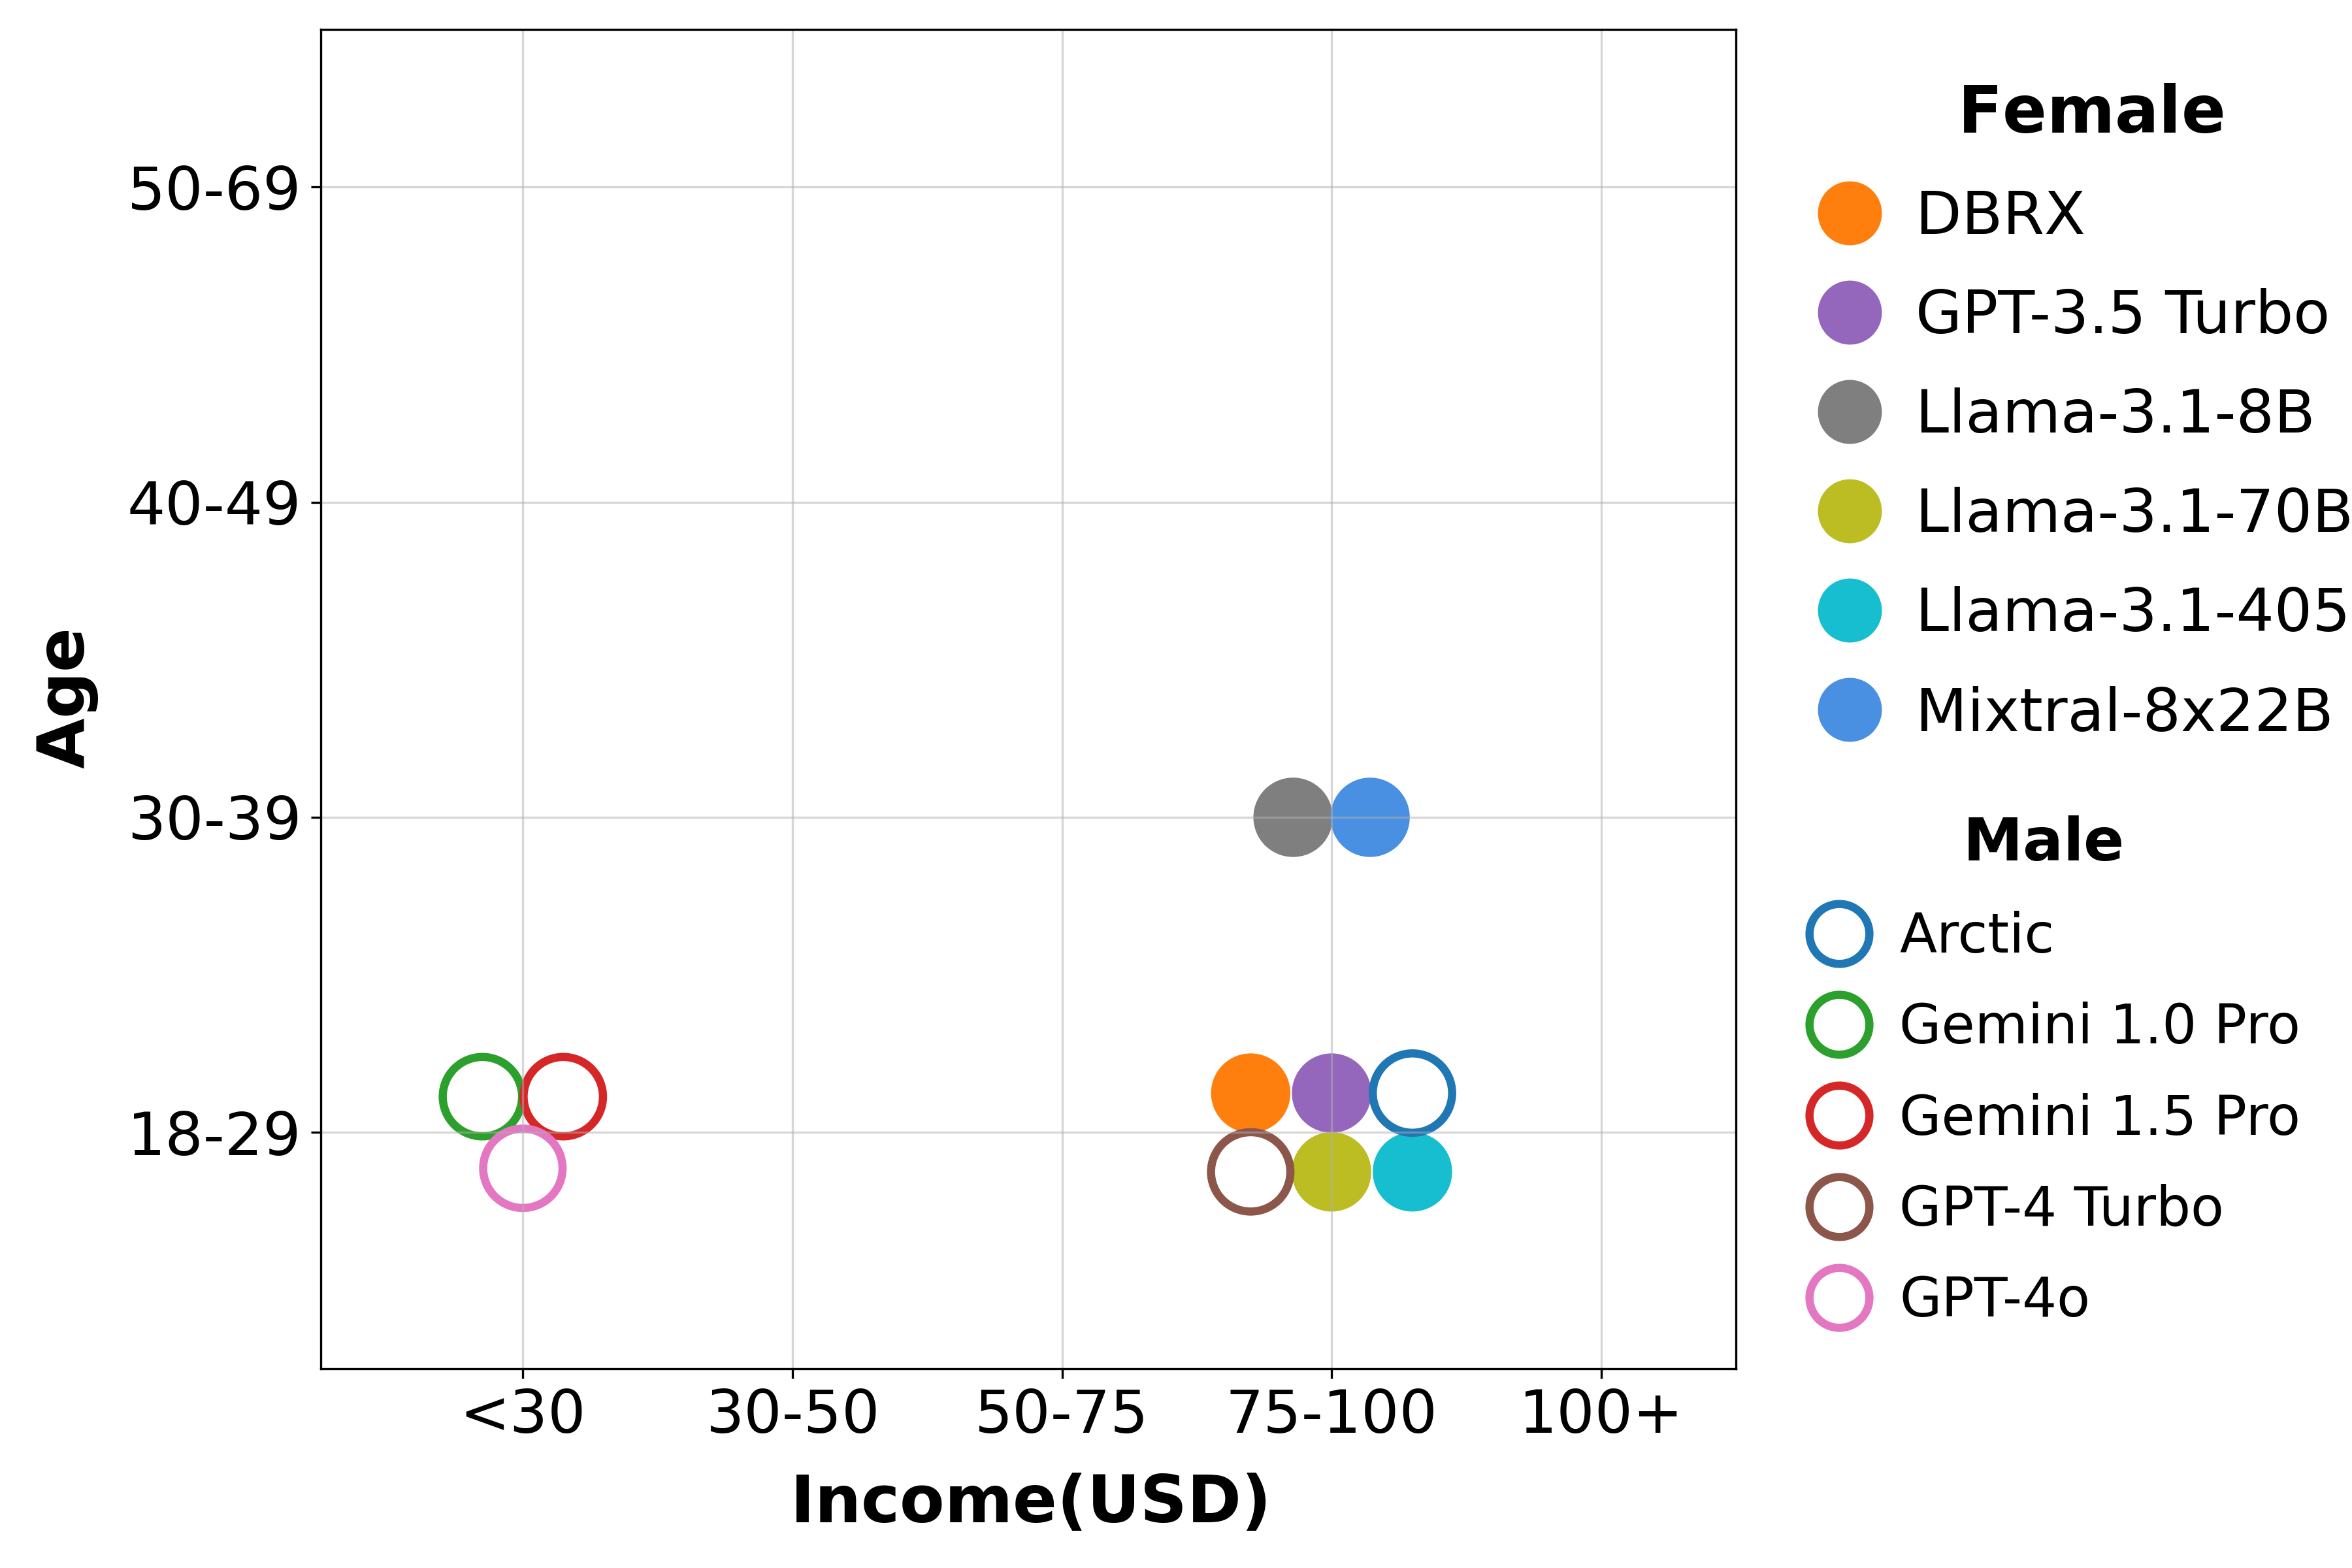 Age
50-69
40-49
30-39
18-29
<30
30-50
50-75
75-100
100+
Income(USD)
Female
DBRX
GPT-3.5 Turbo
Llama-3.1-8B
Llama-3.1-70B
Llama-3.1-405
Mixtral-8x22B
Male
Arctic
Gemini 1.0 Pro
Gemini 1.5 Pro
GPT-4 Turbo
GPT-4o